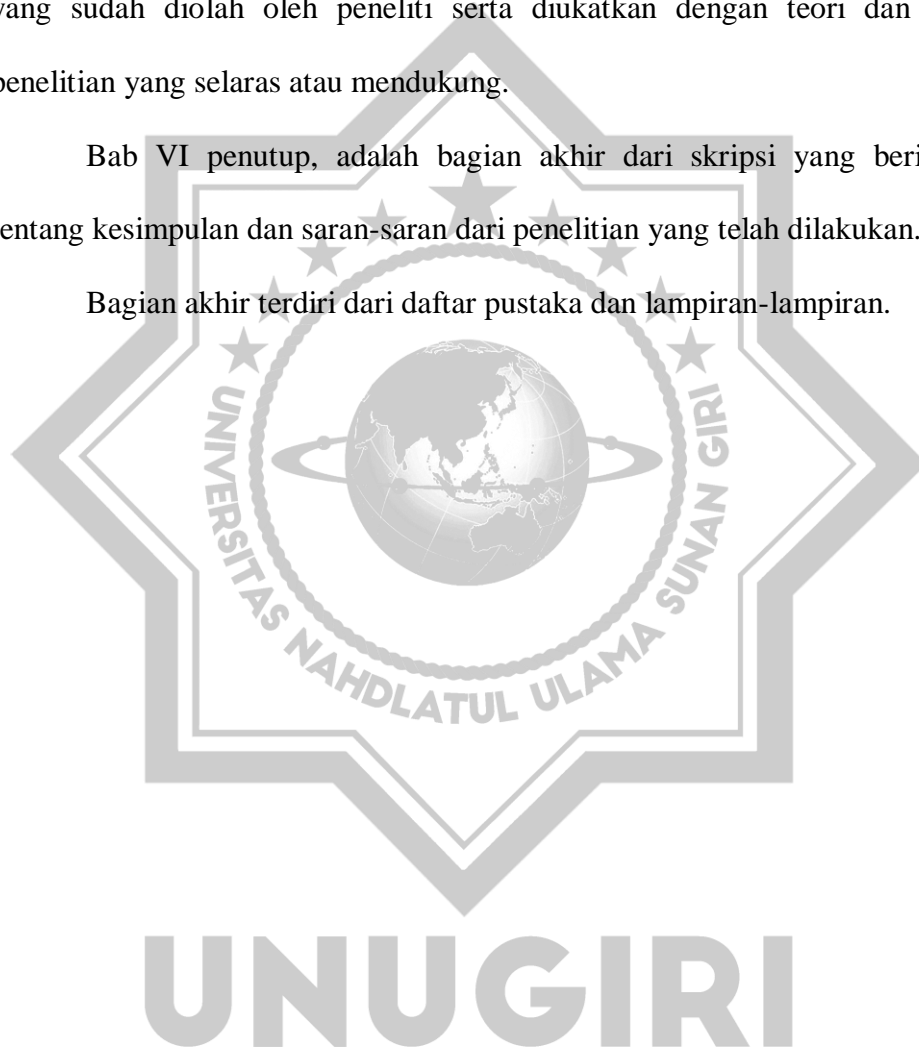 yang sudah diolah oleh peneliti serta diukatkan dengan teori dan
penelitian yang selaras atau mendukung.
Bab VI penutup, adalah bagian akhir dari skripsi yang beri
entang kesimpulan dan saran-saran dari penelitian yang telah dilakukan.
Bagian akhir terdiri dari daftar pustaka dan lampiran-lampiran.
UNIVERSITAS NAHDLATUL ULAMA SUNAN GIRI
UNUGIRI